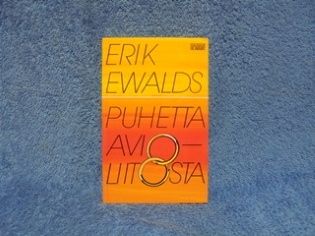 ERIK
EWALDS
PUHETTA
AVIO—
LIITOSTA